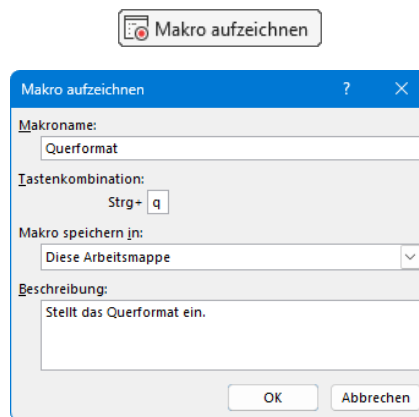 Makro aufzeichnen
Makro aufzeichnen ?
Makroname:
Querformat
Tastenkombination:
Strg+ q
Makro speichern in:
Diese Arbeitsmappe
Beschreibung:
Stellt das Querformat ein.
OK Abbrechen